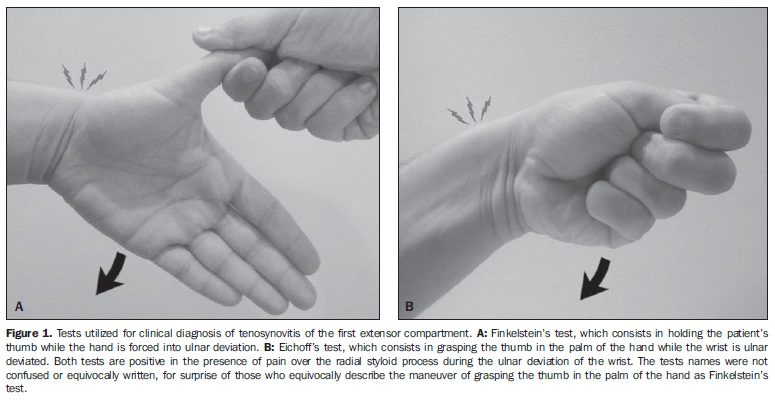 A
B
Figure 1. Tests utilized for clinical diagnosis of tenosynovitis of the first extensor compartment. A: Finkelstein's test, which consists in holding the patient's
thumb while the hand is forced into ulnar deviation. B: Eichoff's test, which consists in grasping the thumb in the palm of the hand while the wrist is ulnar
deviated. Both tests are positive in the presence of pain over the radial styloid process during the ulnar deviation of the wrist. The tests names were not
confused or equivocally written, for surprise of those who equivocally describe the maneuver of grasping the thumb in the palm of the hand as Finkelstein's
test.